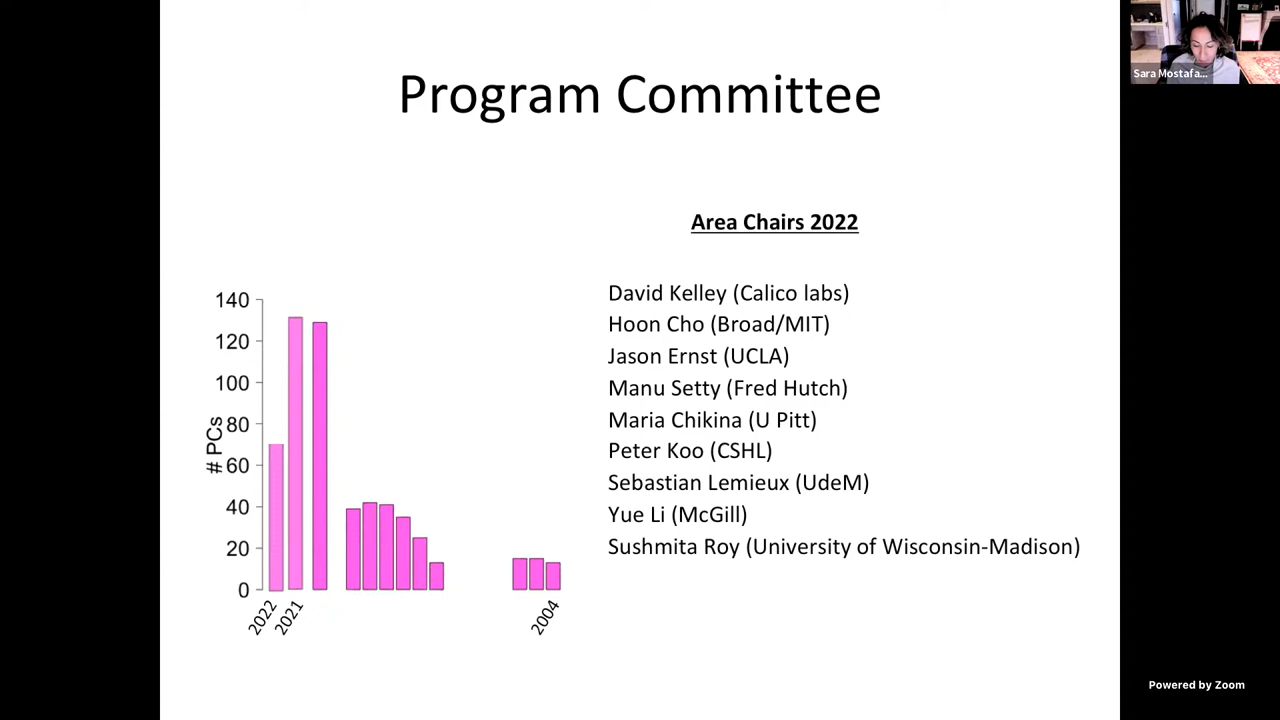 Program Committee
Sara Mostafa...
Area Chairs 2022
David Kelley (Calico labs)
Hoon Cho (Broad/MIT)
Jason Ernst (UCLA)
Manu Setty (Fred Hutch)
Maria Chikina (U Pitt)
Peter Koo (CSHL)
Sebastian Lemieux (UdeM)
Yue Li (McGill)
Sushmita Roy (University of Wisconsin-Madison)
# PCs
140
120
100
80
60
40
20
0
2022
2021
2004
Powered by Zoom